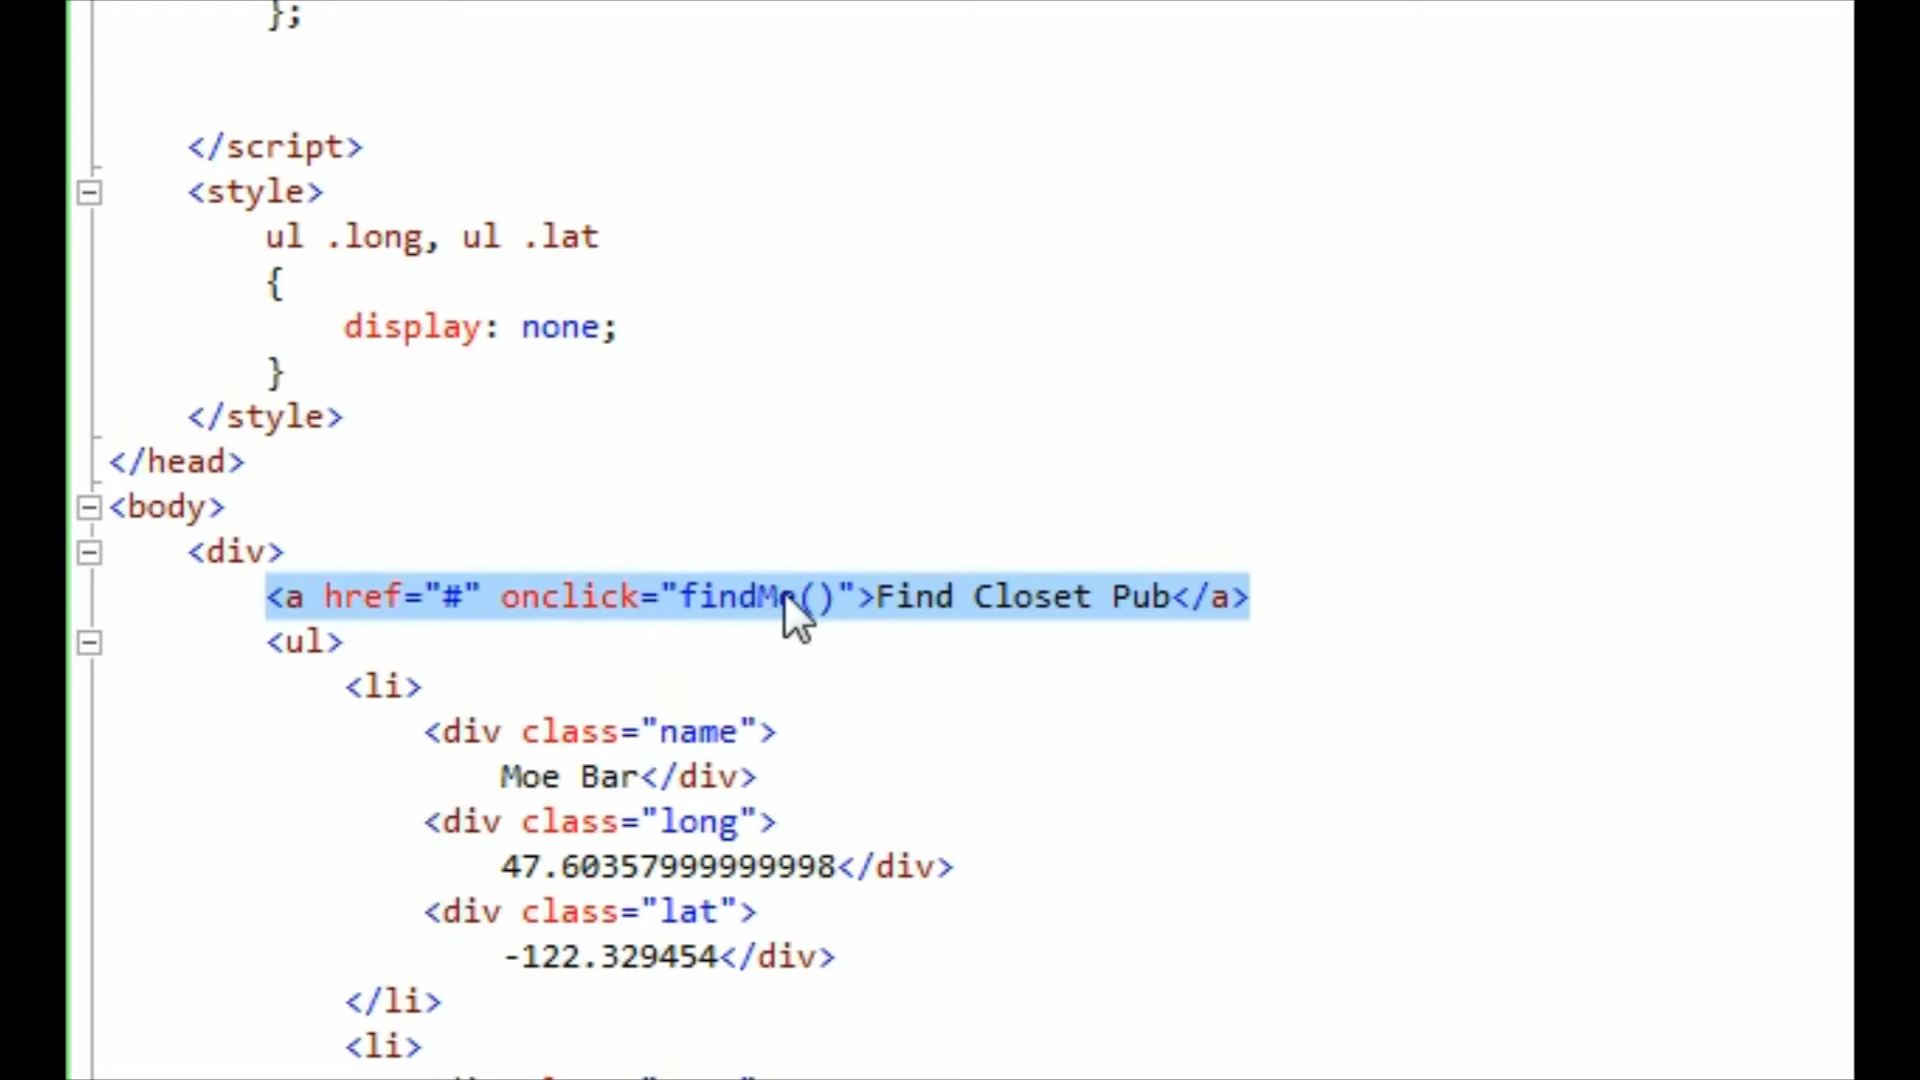 };
</script>
<style>
ul .long, ul .lat
{
display: none;
}
</style>
</head>
<body>
<div>
<a href="#" onclick="findMe()">Find Closet Pub</a>
<ul>
<li>
<div class="name">
Moe Bar</div>
<div class="long">
47.60357999999998</div>
<div class="lat">
-122.329454</div>
</li>
<li>